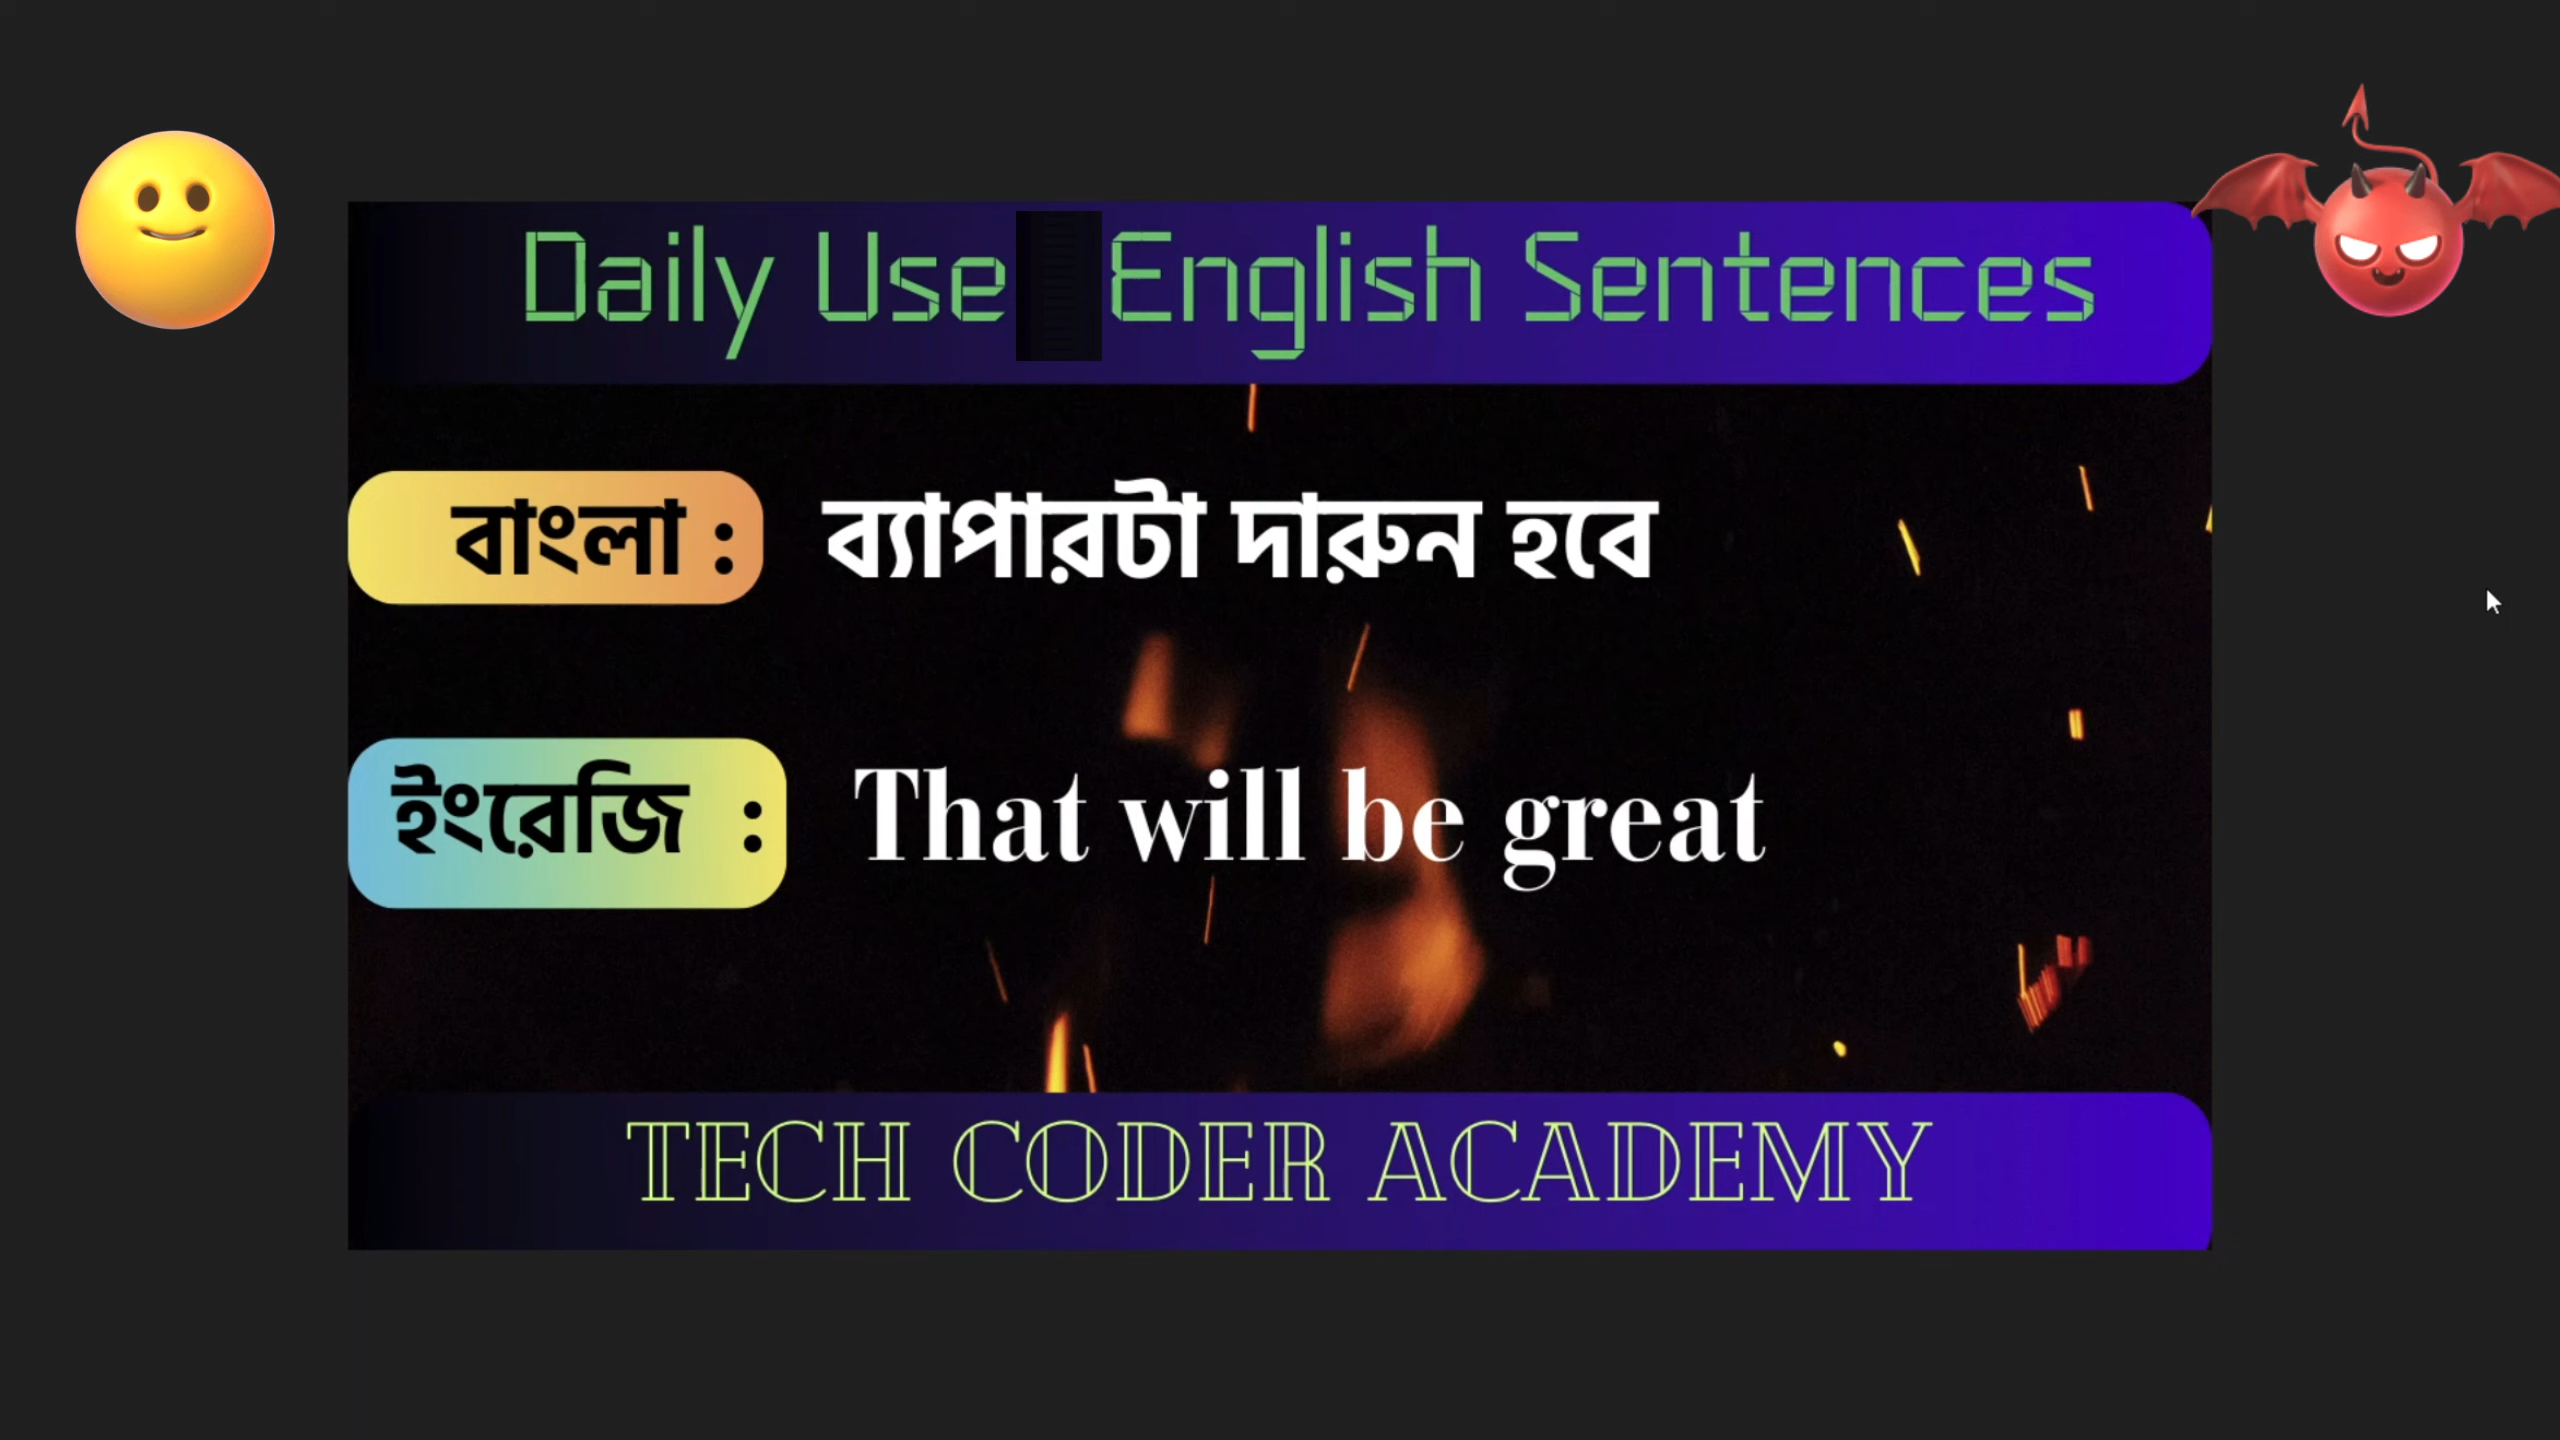 Daily Use English Sentences
বাংলা : ব্যাপারটা দারুন হবে
ইংরেজি : That will be great
TECH CODER ACADEMY